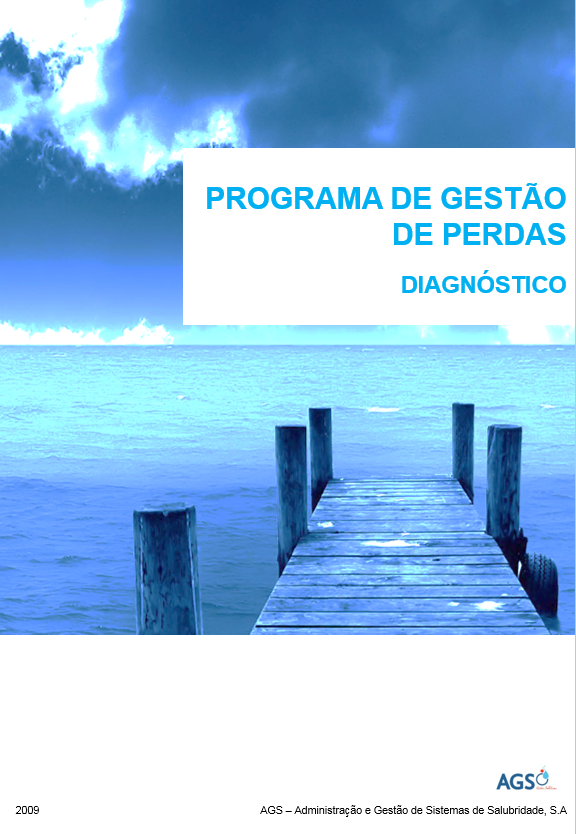 PROGRAMA DE GESTÃO
DE PERDAS
DIAGNÓSTICO
AGS
2009
AGS – Administração e Gestão de Sistemas de Salubridade, S.A